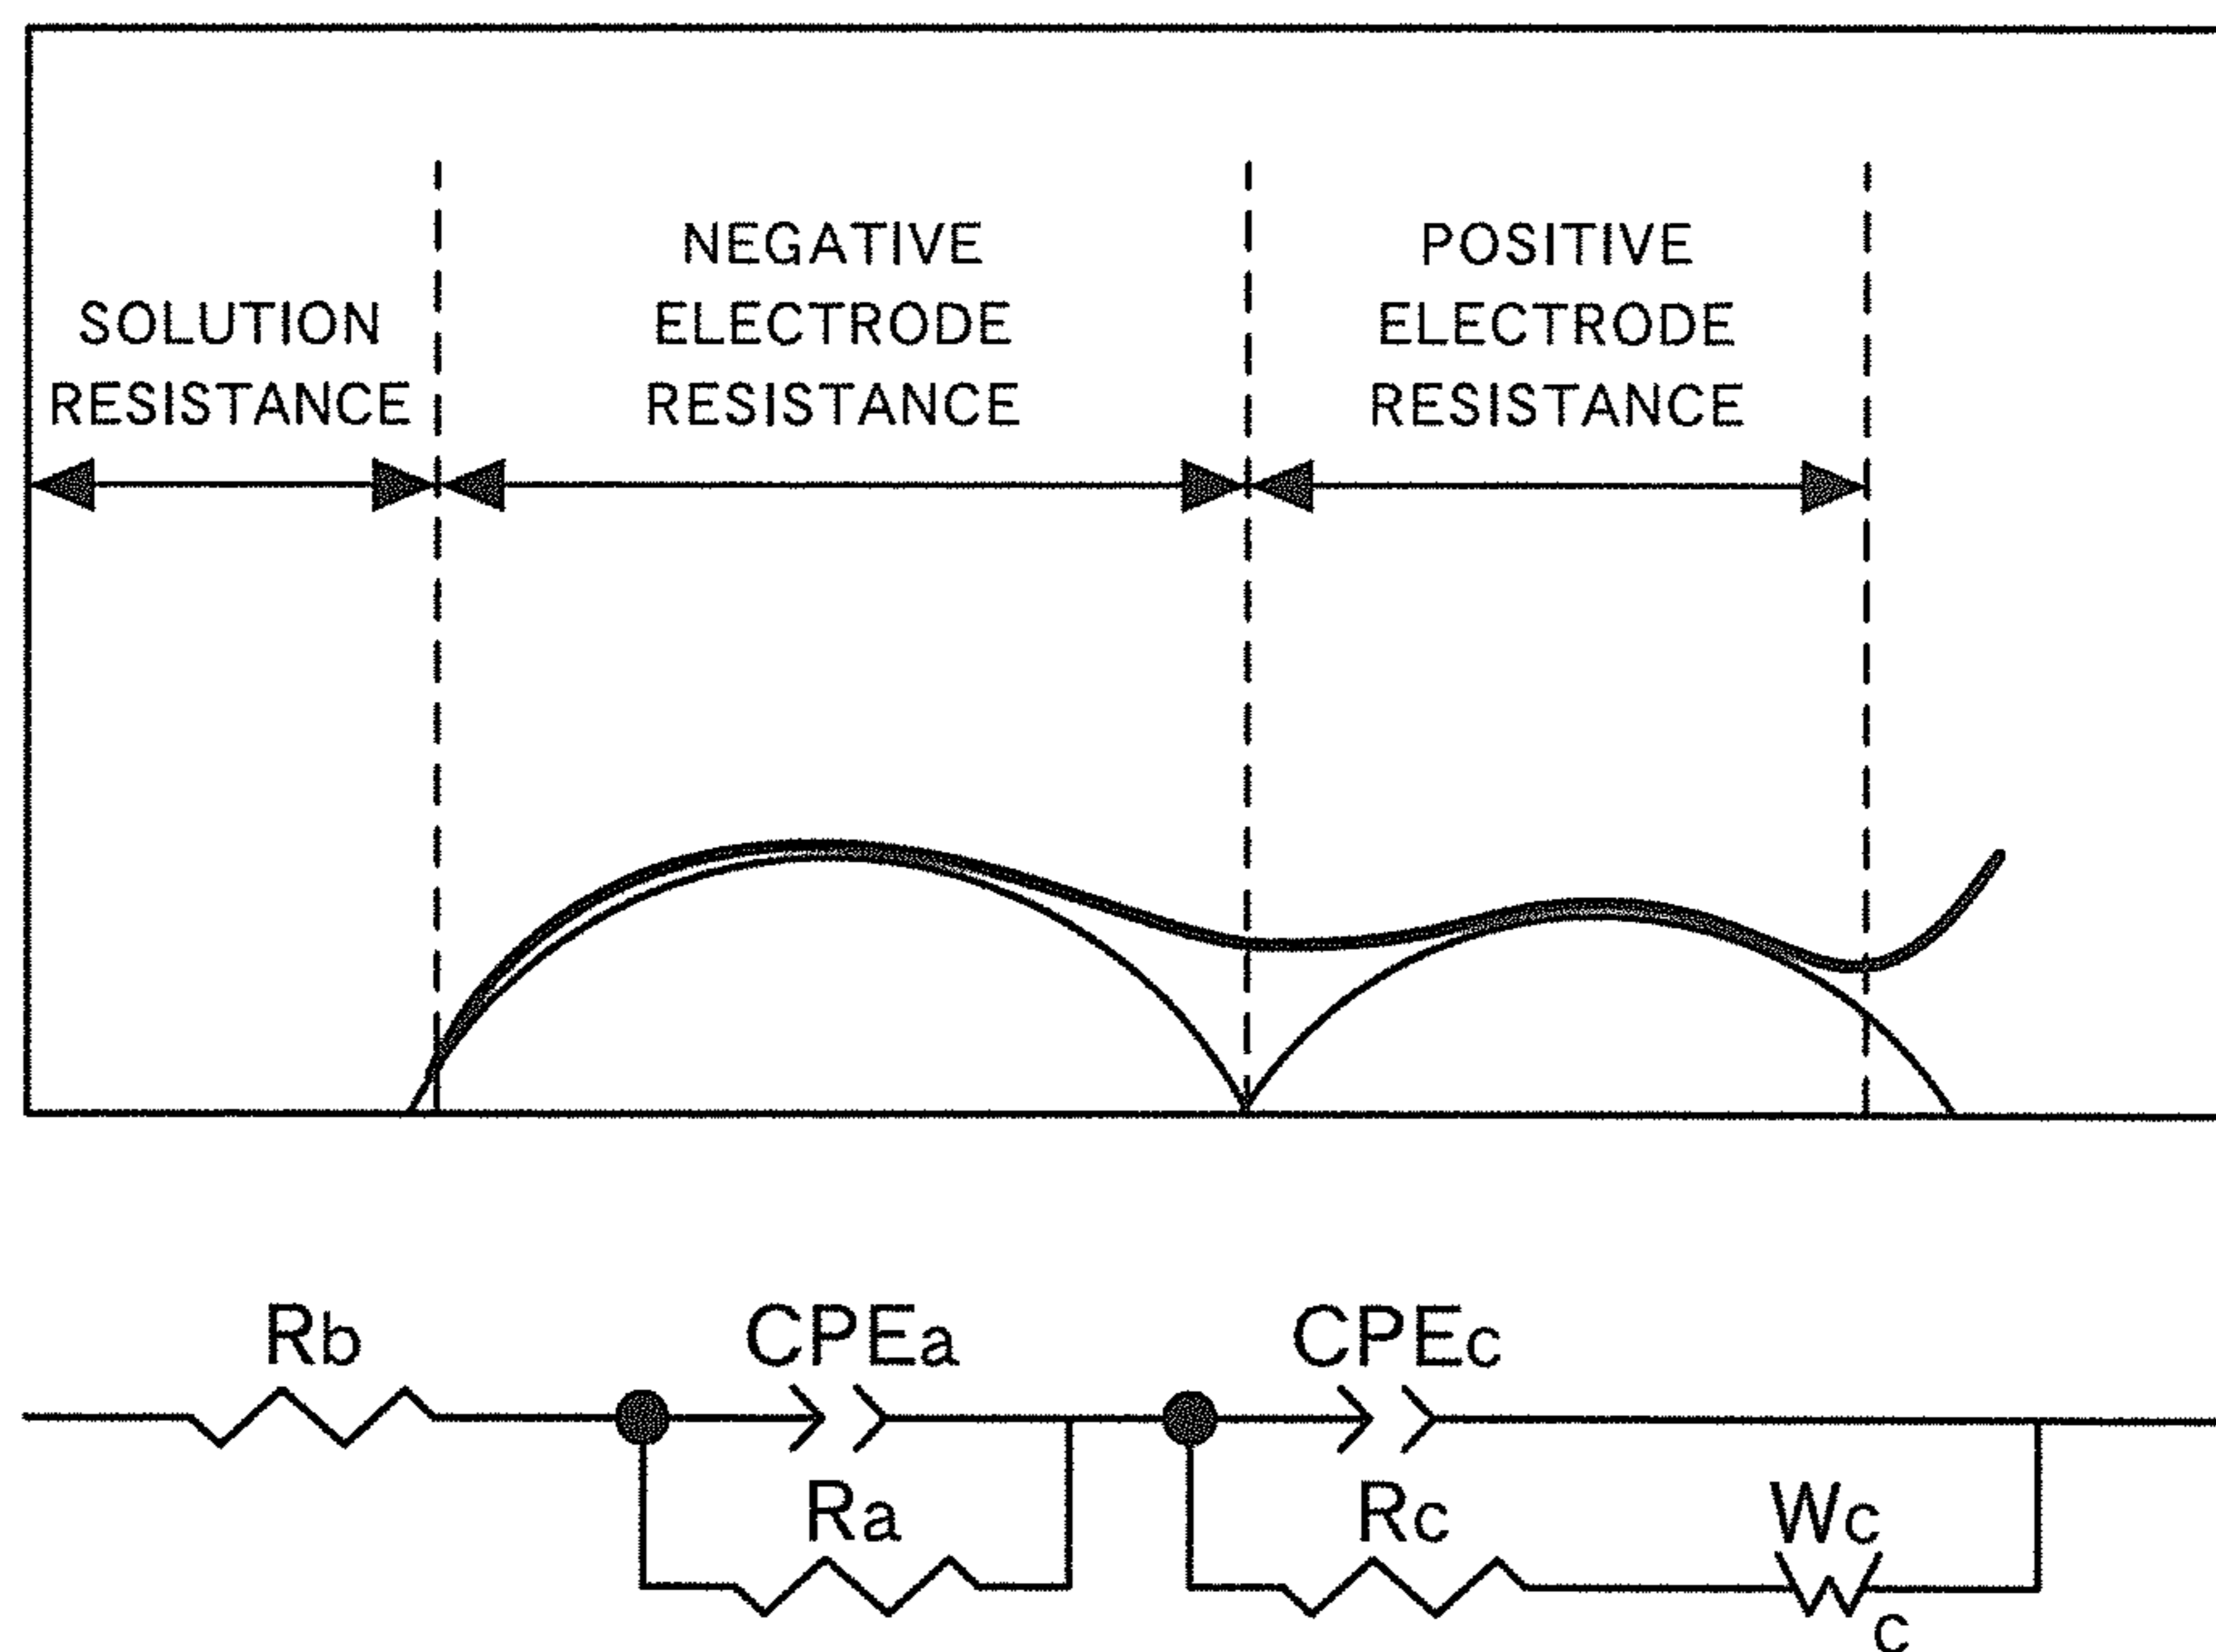 SOLUTION
RESISTANCE
NEGATIVE
ELECTRODE
RESISTANCE
POSITIVE
ELECTRODE
RESISTANCE
Rb
CPEa
CPEc
Ra
Rc
Wc
c